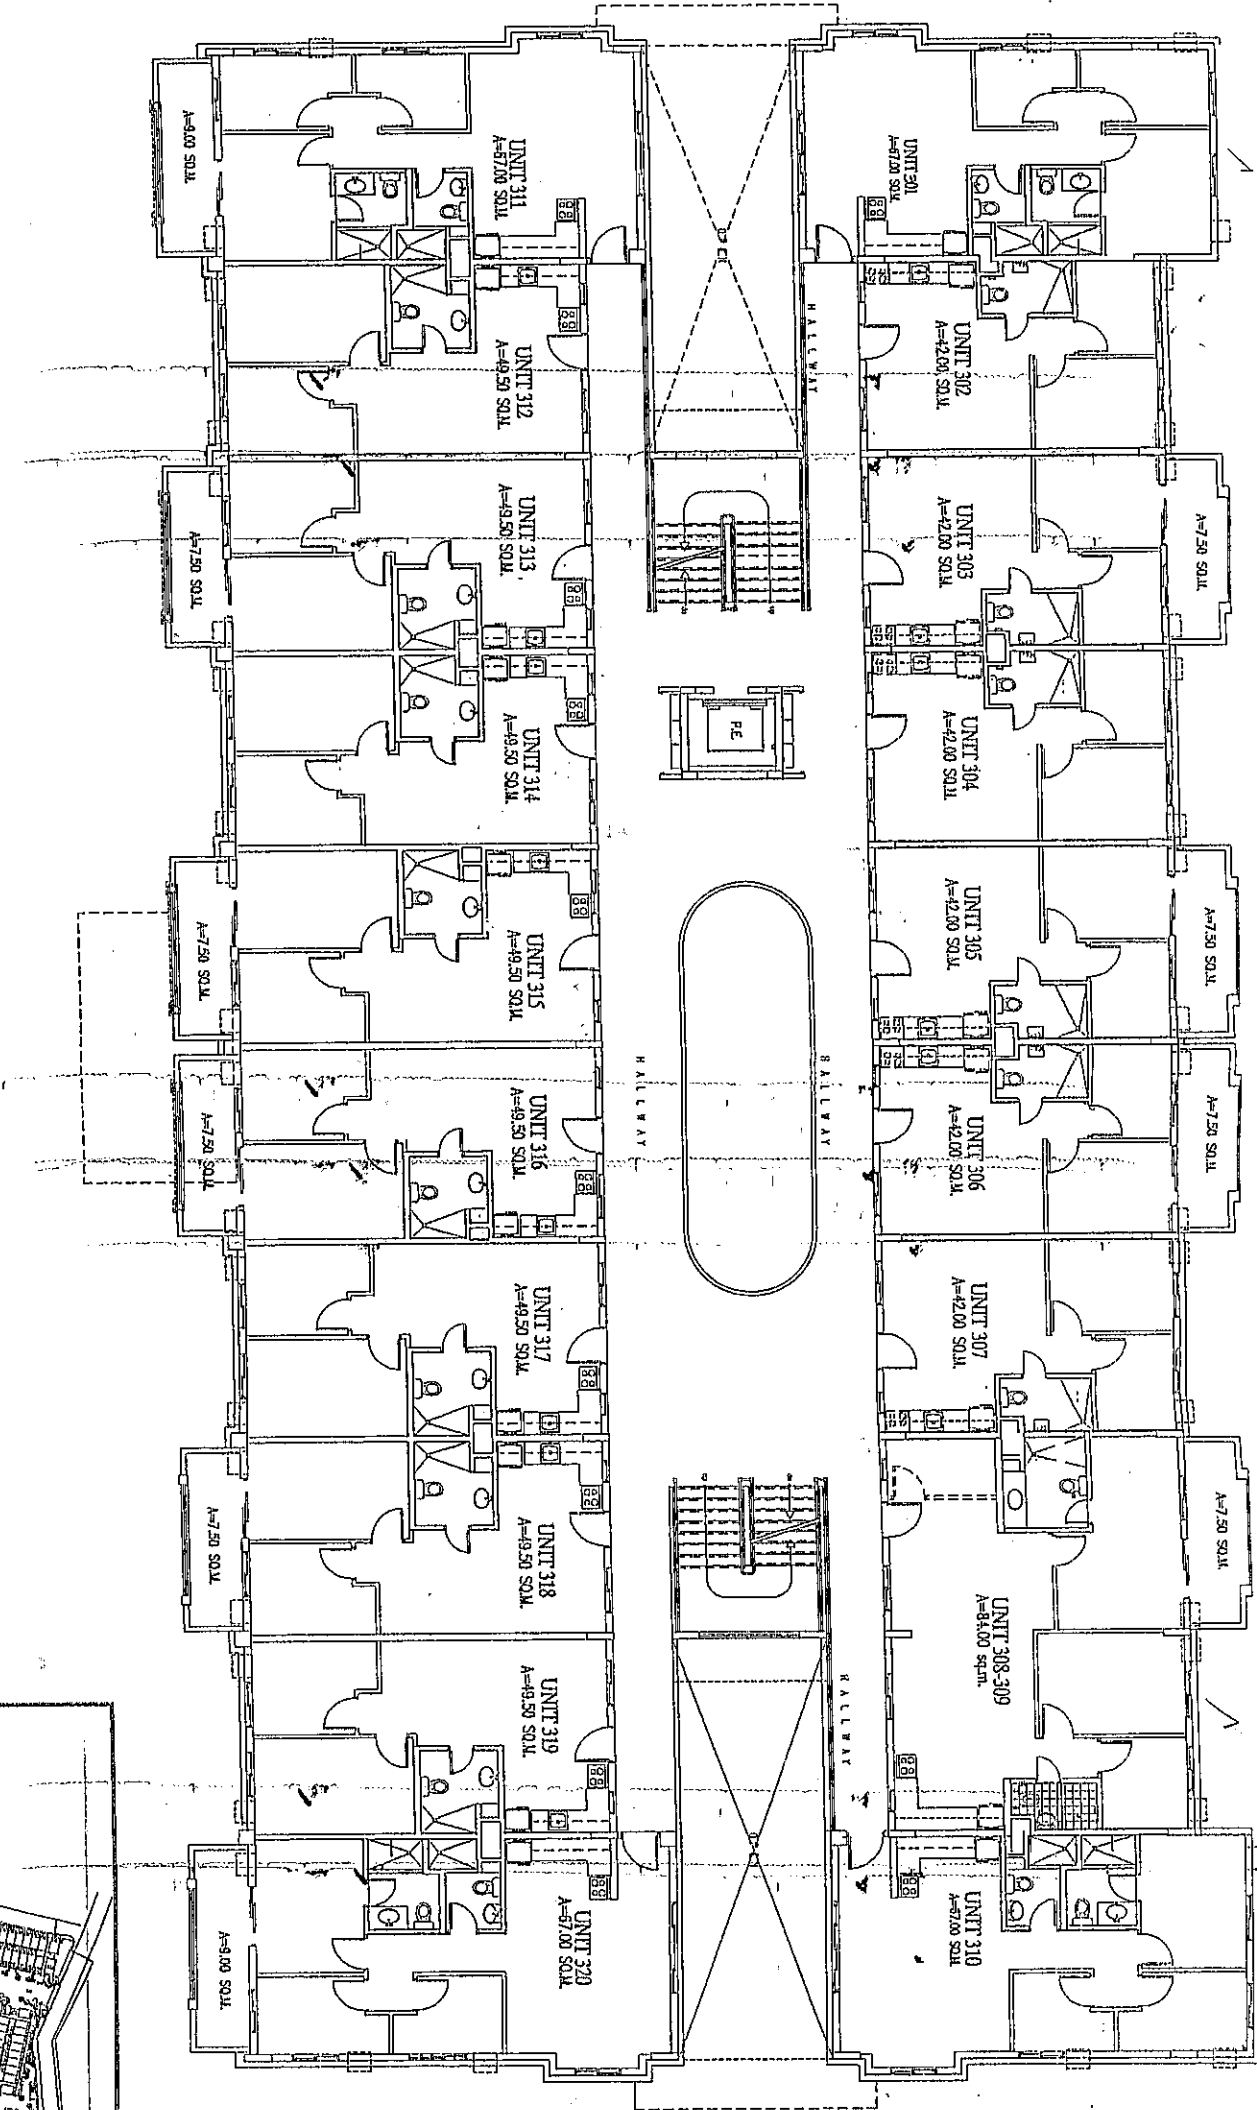 UNIT 301
A=67.00 SQ.M.
UNIT 302
A=42.00 SQ.M.
UNIT 303
A=42.00 SQ.M.
A=7.50 SQ.M.
UNIT 304
A=42.00 SQ.M.
UNIT 305
A=42.00 SQ.M.
A=7.50 SQ.M.
UNIT 306
A=42.00 SQ.M.
A=7.50 SQ.M.
UNIT 307
A=42.00 SQ.M.
UNIT 308-309
A=84.00 sq.m.
A=7.50 SQ.M.
UNIT 310
A=67.00 SQ.M.
HALLWAY
HALLWAY
HALLWAY
HALLWAY
P.E.
UNIT 311
A=67.00 SQ.M.
A=9.00 SQ.M.
UNIT 312
A=49.50 SQ.M.
UNIT 313
A=49.50 SQ.M.
A=7.50 SQ.M.
UNIT 314
A=49.50 SQ.M.
UNIT 315
A=49.50 SQ.M.
A=7.50 SQ.M.
UNIT 316
A=49.50 SQ.M.
A=7.50 SQ.M.
UNIT 317
A=49.50 SQ.M.
UNIT 318
A=49.50 SQ.M.
A=7.50 SQ.M.
UNIT 319
A=49.50 SQ.M.
UNIT 320
A=67.00 SQ.M.
A=9.00 SQ.M.